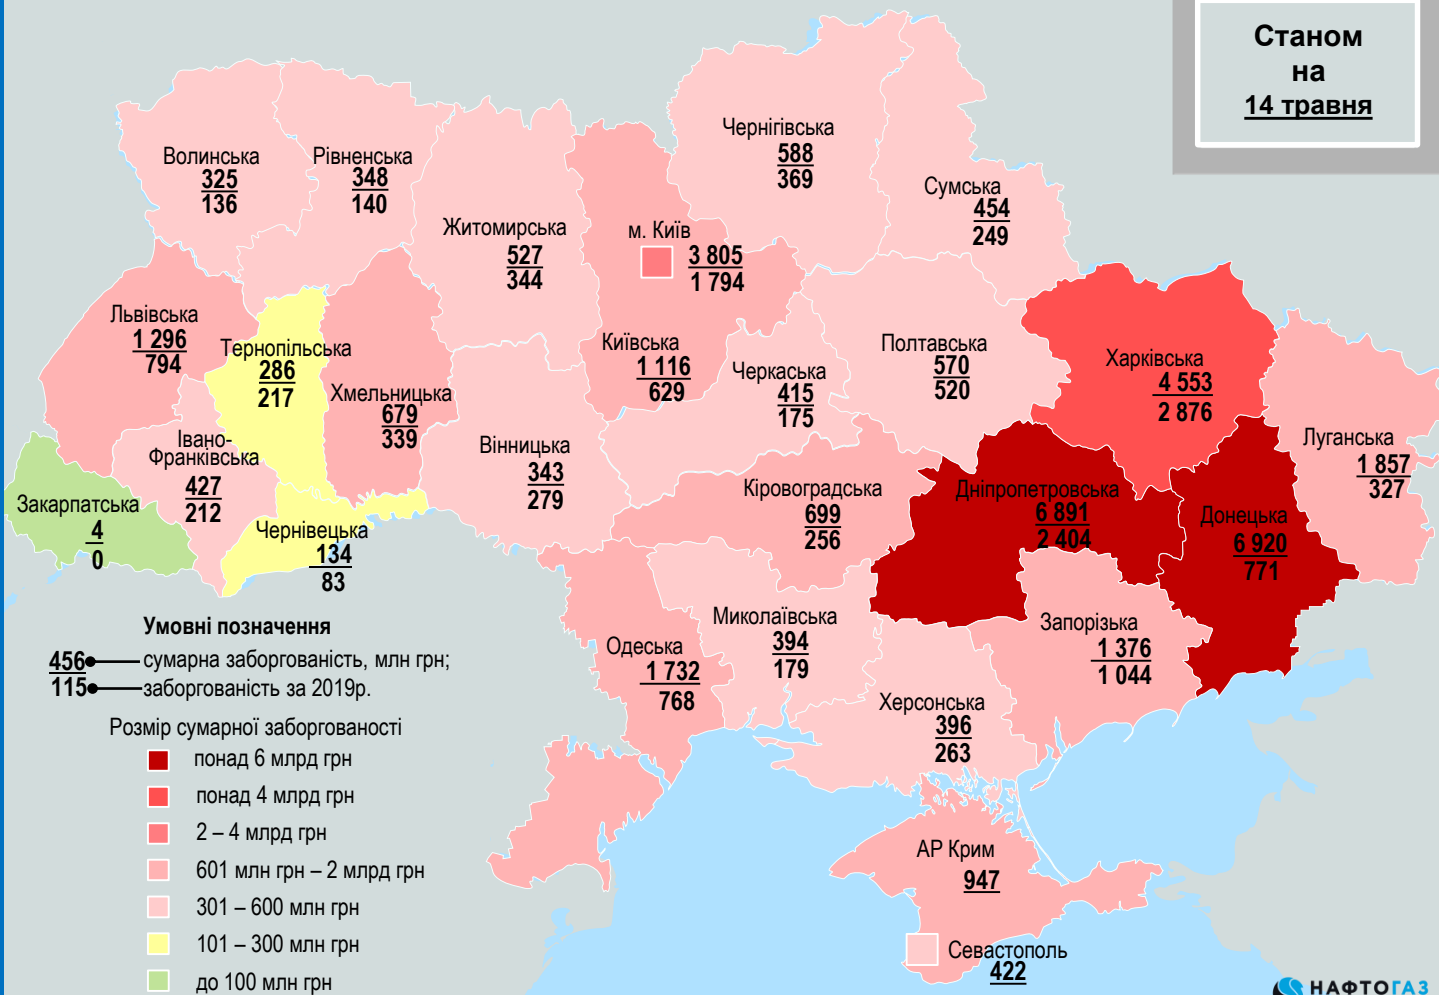 Станом
на
14 травня
Чернігівська
588
369
Волинська
325
136
Рівненська
348
140
Сумська
454
249
Житомирська
527
344
м. Київ
3 805
1 794
Львівська
1 296
794
Тернопільська
286
217
Хмельницька
679
339
Київська
1 116
629
Черкаська
415
175
Полтавська
570
520
Харківська
4 553
2 876
Луганська
1 857
327
Івано-
Франківська
427
212
Вінницька
343
279
Закарпатська
4
0
Чернівецька
134
83
Кіровоградська
699
256
Дніпропетровська
6 891
2 404
Донецька
6 920
771
Миколаївська
394
179
Запорізька
1 376
1 044
Одеська
1 732
768
Херсонська
396
263
АР Крим
947
Севастополь
422
Умовні позначення
456 сумарна заборгованість, млн грн;
115 заборгованість за 2019р.
Розмір сумарної заборгованості
понад 6 млрд грн
понад 4 млрд грн
2 – 4 млрд грн
601 млн грн – 2 млрд грн
301 – 600 млн грн
101 – 300 млн грн
до 100 млн грн
НАФТОГАЗ